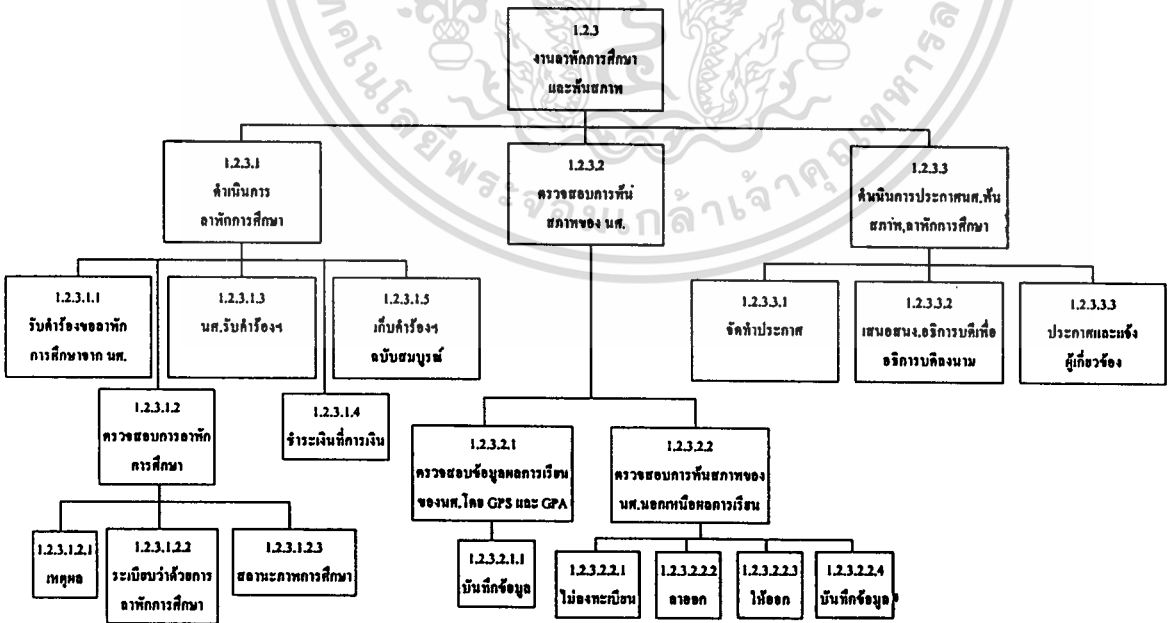 1.2.3
งานลาพักการศึกษา
และพ้นสภาพ
1.2.3.1
ดำเนินการ
ลาพักการศึกษา
1.2.3.2
ตรวจสอบการพ้น
สภาพของ นศ.
1.2.3.3
ดำเนินการประกาศนศ.พ้น
สภาพ,ลาพักการศึกษา
1.2.3.1.1
รับคำร้องขอลาพัก
การศึกษาจาก นศ.
1.2.3.1.3
นศ.รับคำร้องฯ
1.2.3.1.5
เก็บคำร้องฯ
ฉบับสมบูรณ์
1.2.3.3.1
จัดทำประกาศ
1.2.3.3.2
เสนอสนง.อธิการบดีเพื่อ
อธิการบดีลงนาม
1.2.3.3.3
ประกาศและแจ้ง
ผู้เกี่ยวข้อง
1.2.3.1.2
ตรวจสอบการลาพัก
การศึกษา
1.2.3.1.4
ชำระเงินที่การเงิน
1.2.3.2.1
ตรวจสอบข้อมูลผลการเรียน
ของนศ.โดย GPS และ GPA
1.2.3.2.2
ตรวจสอบการพ้นสภาพของ
นศ.นอกเหนือผลการเรียน
1.2.3.1.2.1
เหตุผล
1.2.3.1.2.2
ระเบียบว่าด้วยการ
ลาพักการศึกษา
1.2.3.1.2.3
สถานะภาพการศึกษา
1.2.3.2.1.1
บันทึกข้อมูล
1.2.3.2.2.1
ไม่ลงทะเบียน
1.2.3.2.2.2
ลาออก
1.2.3.2.2.3
ให้ออก
1.2.3.2.2.4
บันทึกข้อมูล
คโนโลยีพระจอมเกล้าเจ้าคุณทหารล